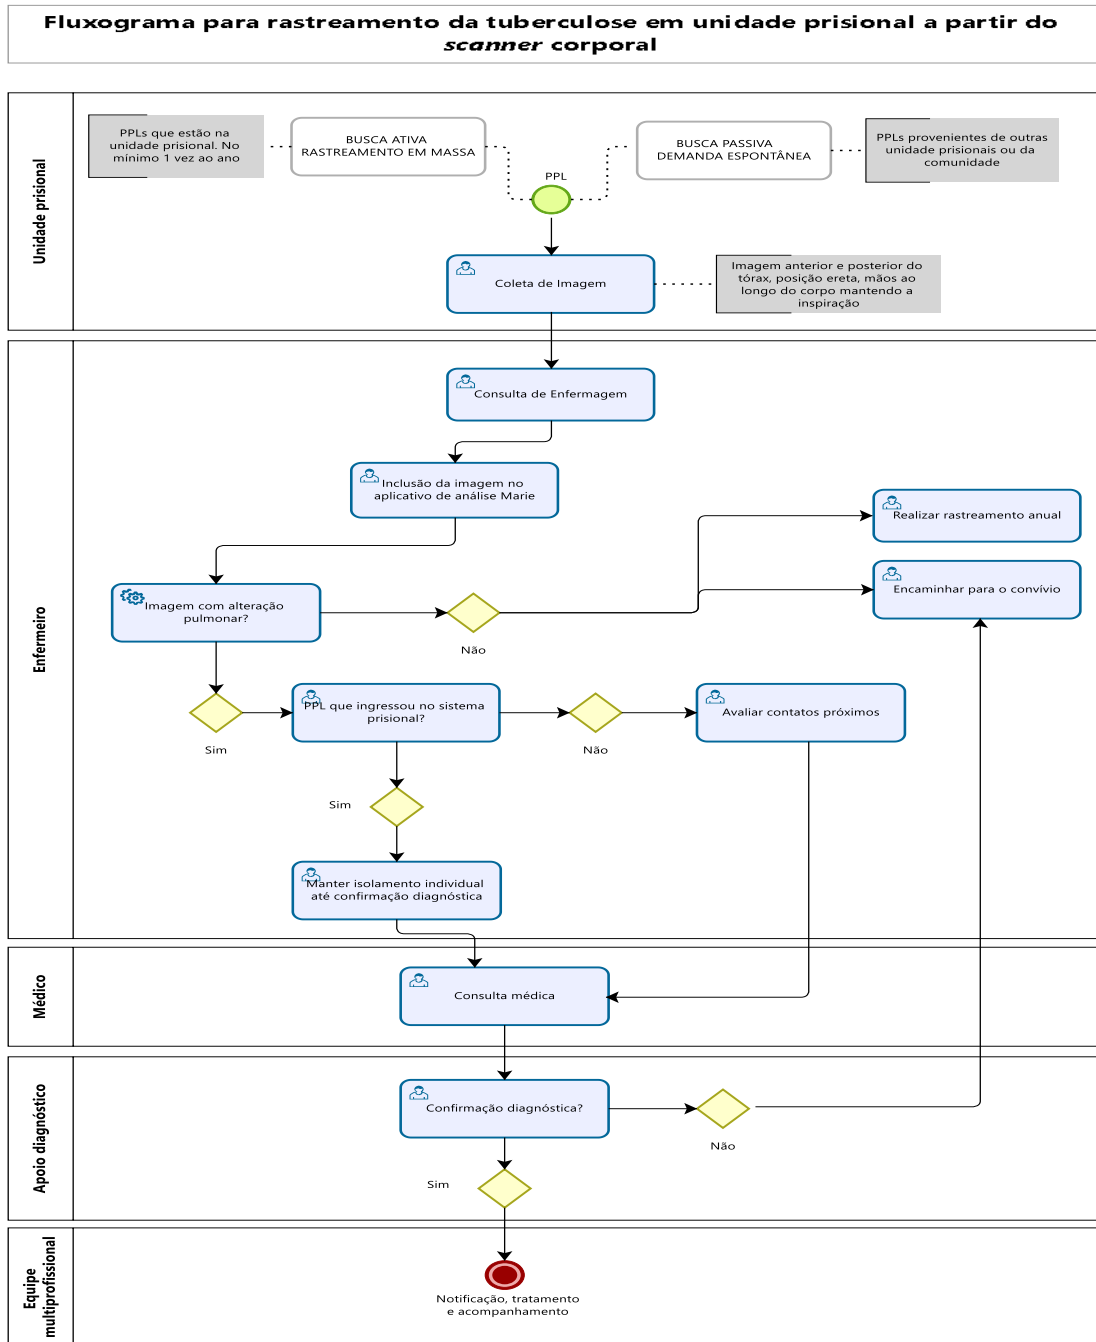 Fluxograma para rastreamento da tuberculose em unidade prisional a partir do
scanner corporal
Unidade prisional
PPLs que estão na
unidade prisional. No
mínimo 1 vez ao ano
BUSCA ATIVA
RASTREAMENTO EM MASSA
PPL
BUSCA PASSIVA
DEMANDA ESPONTÂNEA
PPLs provenientes de outras
unidade prisionais ou da
comunidade
Coleta de Imagem
Imagem anterior e posterior do
tórax, posição ereta, mãos ao
longo do corpo mantendo a
inspiração
Enfermeiro
Consulta de Enfermagem
Inclusão da imagem no
aplicativo de análise Marie
Realizar rastreamento anual
Encaminhar para o convívio
Imagem com alteração
pulmonar?
Não
Sim
PPL que ingressou no sistema
prisional?
Não
Avaliar contatos próximos
Sim
Manter isolamento individual
até confirmação diagnóstica
Médico
Consulta médica
Apoio diagnóstico
Confirmação diagnóstica?
Não
Sim
Equipe
multiprofissional
Notificação, tratamento
e acompanhamento